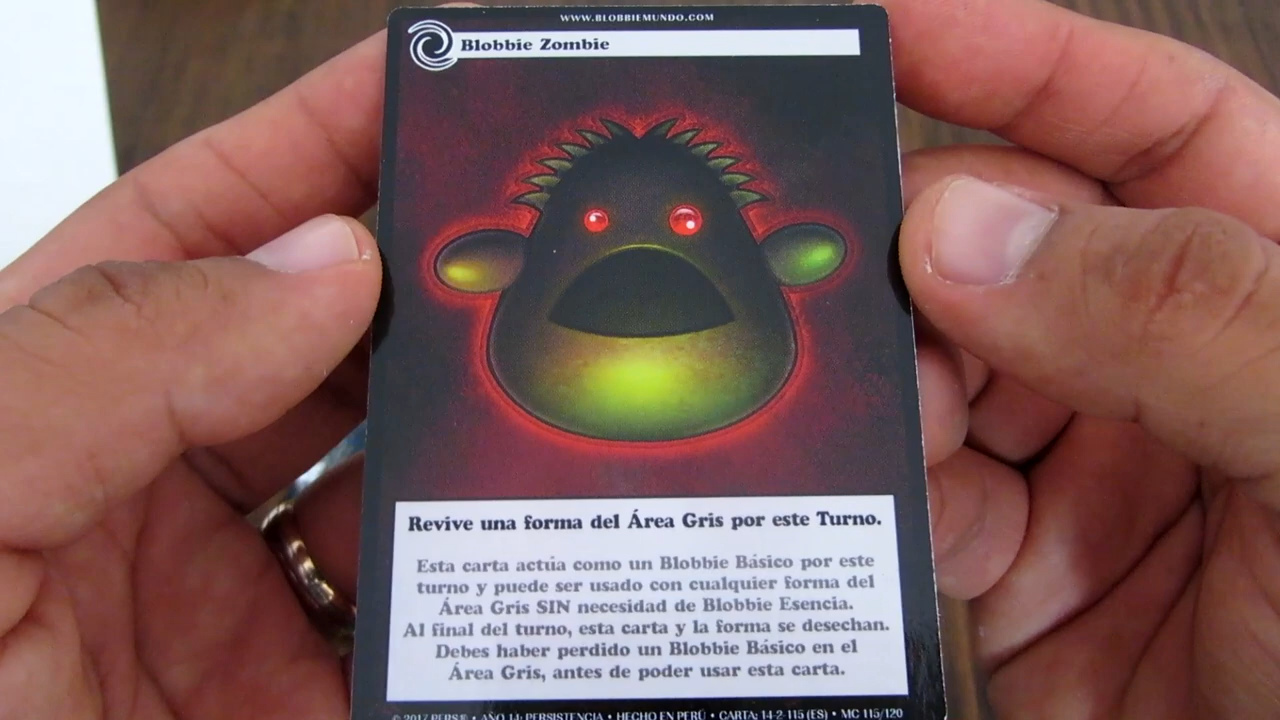 WWW.BLOBBIEMUNDO.COM
Blobbie Zombie
Revive una forma del Área Gris por este Turno.
Esta carta actúa como un Blobbie Básico por este
turno y puede ser usado con cualquier forma del
Área Gris SIN necesidad de Blobbie Esencia.
Al final del turno, esta carta y la forma se desechan.
Debes haber perdido un Blobbie Básico en el
Área Gris, antes de poder usar esta carta.
© 2017 PERS® • AÑO 14: PERSISTENCIA • HECHO EN PERÚ • CARTA: 14-2-115 (ES) • MC 115/120